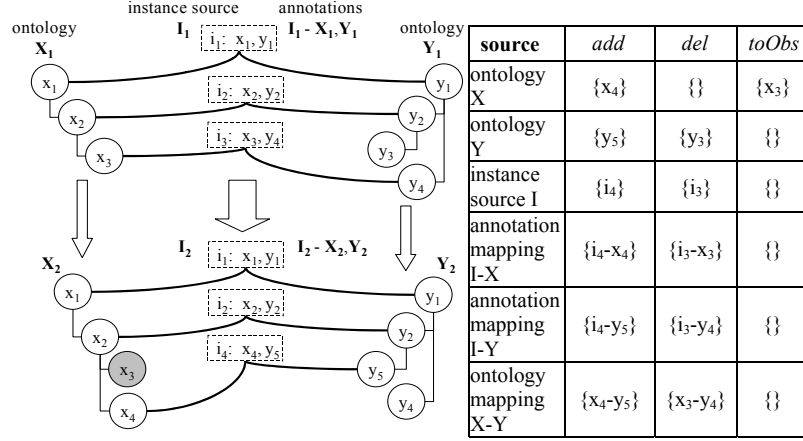 instance source annotations
ontology I1 I1 - X1,Y1 ontology
X1 Y1
i1: x1, y1
x1 y1
i2: x2, y2
x2 y2
i3: x3, y4
x3 y3
y4
X2 I2 I2 - X2,Y2 Y2
i1: x1, y1
x1 y1
i2: x2, y2
x2 y2
i4: x4, y5
x3 y5
x4 y4
source add del toObs
ontology
X {x4} {} {x3}
ontology
Y {y5} {y3} {}
instance
source I {i4} {i3} {}
annotation
mapping {i4-x4} {i3-x3} {}
I-X
annotation
mapping {i4-y5} {i3-y4} {}
I-Y
ontology
mapping {x4-y5} {x3-y4} {}
X-Y